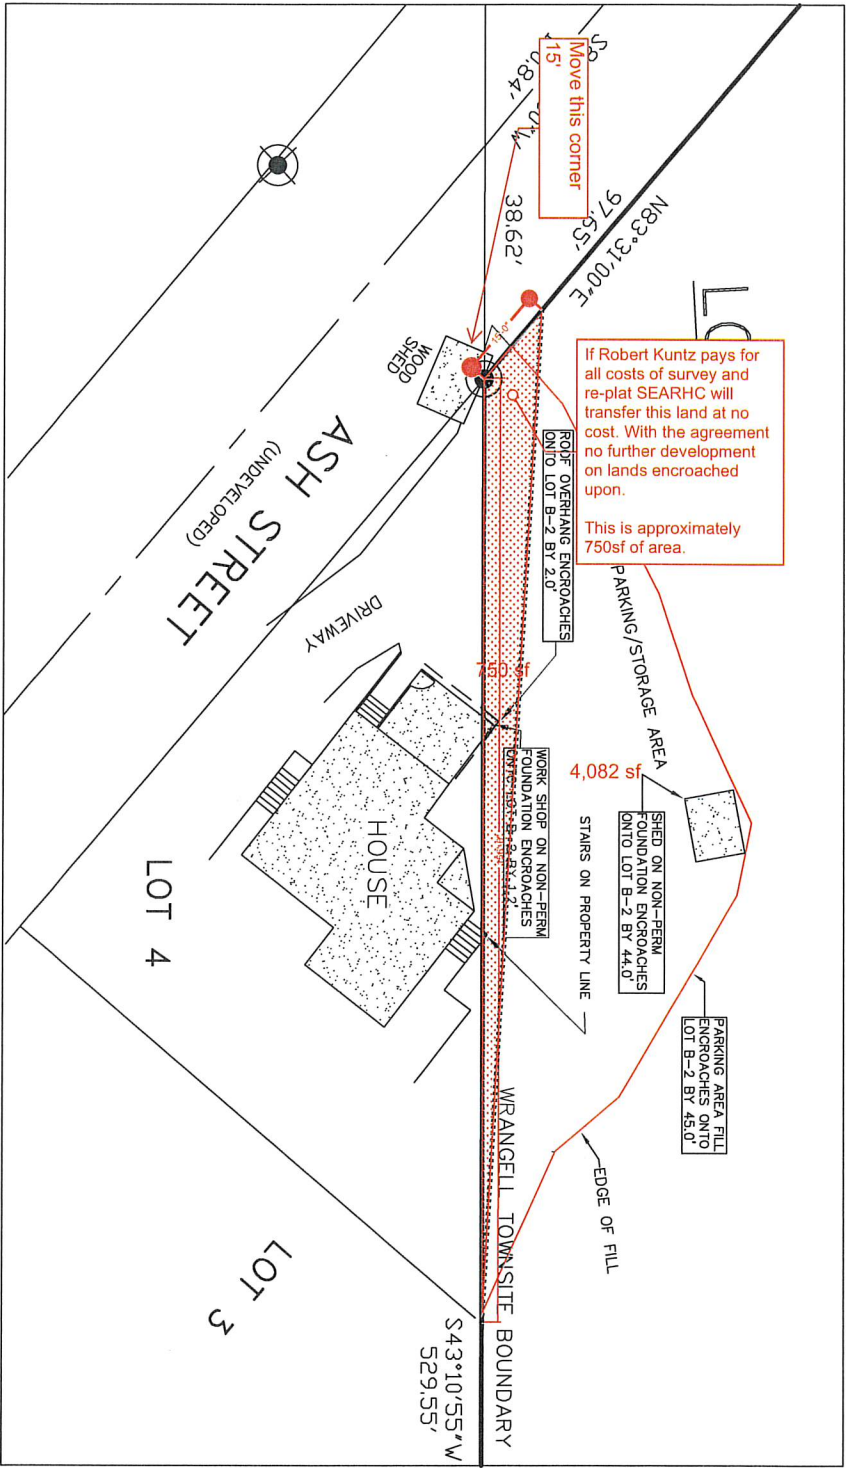 Move this corner
15'
0.84'
38.62'
97.65'
N83°31'00"E
LO
15'-0"
If Robert Kuntz pays for
all costs of survey and
re-plat SEARHC will
transfer this land at no
cost. With the agreement
no further development
on lands encroached
upon.
This is approximately
750sf of area.
WOOD
SHED
ASH STREET
(UNDEVELOPED)
DRIVEWAY
ROOF OVERHANG ENCROACHES
ONTO LOT B-2 BY 2.0'
PARKING/STORAGE AREA
750 sf
4,082 sf
WORK SHOP ON NON-PERM
FOUNDATION ENCROACHES
ONTO LOT B-2 BY 1.2'
SHED ON NON-PERM
FOUNDATION ENCROACHES
ONTO LOT B-2 BY 44.0'
STAIRS ON PROPERTY LINE
PARKING AREA FILL
ENCROACHES ONTO
LOT B-2 BY 45.0'
HOUSE
LOT 4
EDGE OF FILL
WRANGELL TOWNSITE BOUNDARY
LOT 3
S43°10'55"W
529.55'